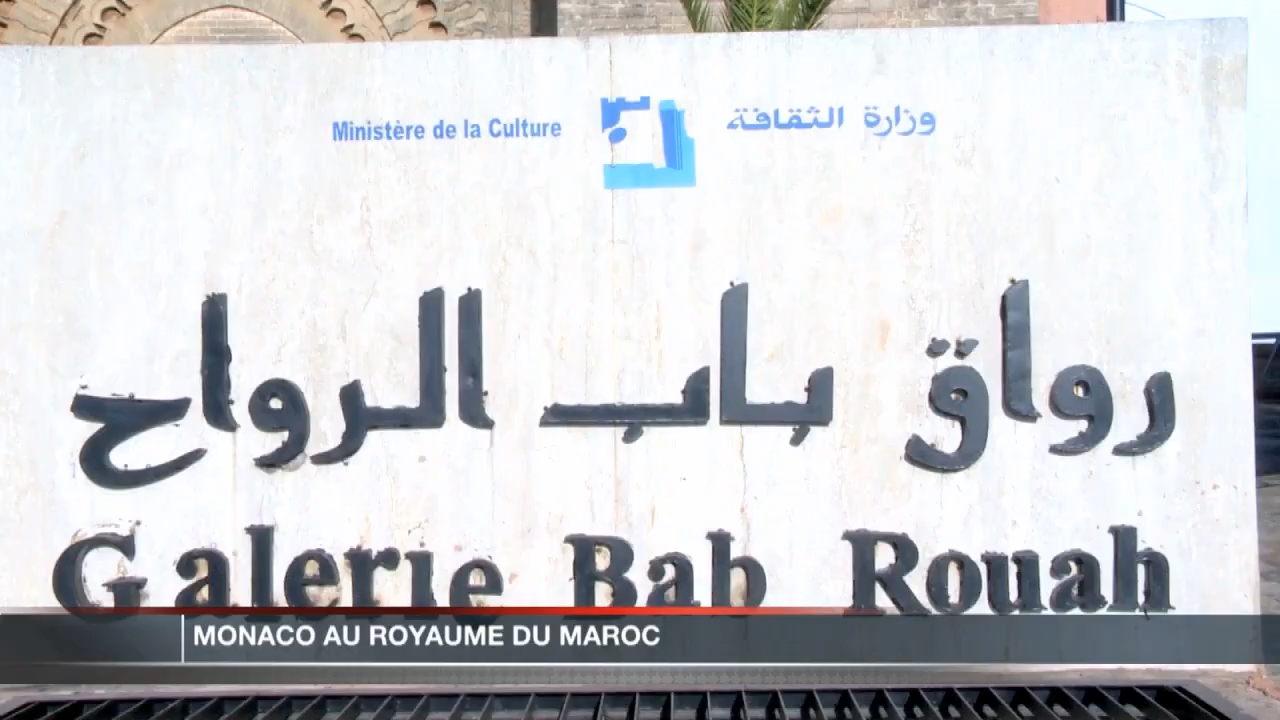 Ministère de la Culture
وزارة الثقافة
رواق باب الرواح
Galerie Bab Rouah
MONACO AU ROYAUME DU MAROC